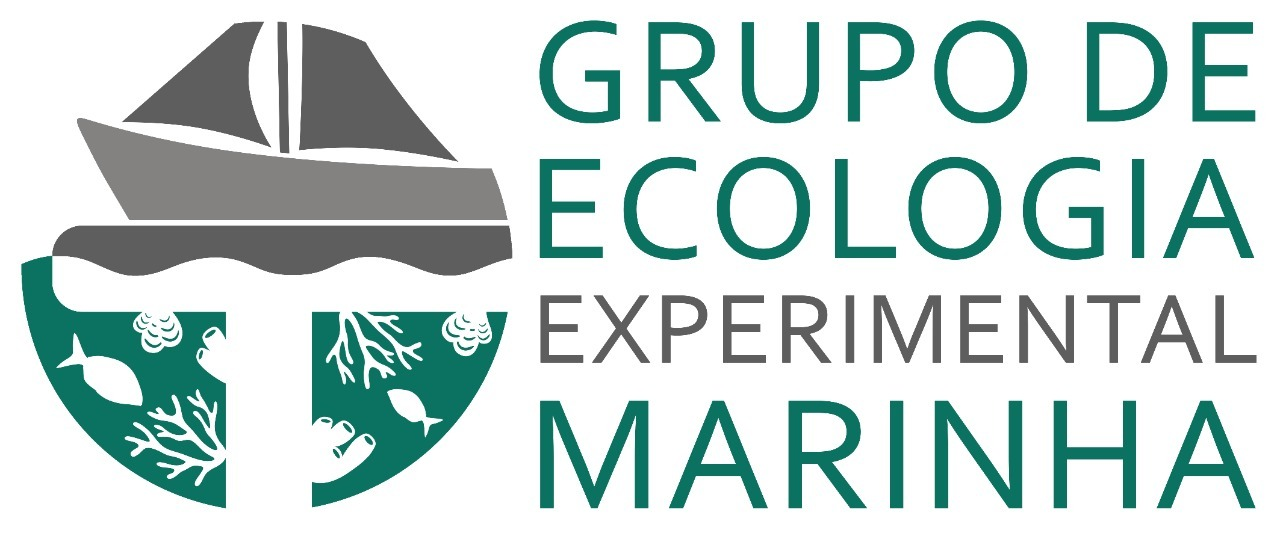 GRUPO DE
ECOLOGIA
EXPERIMENTAL
MARINHA